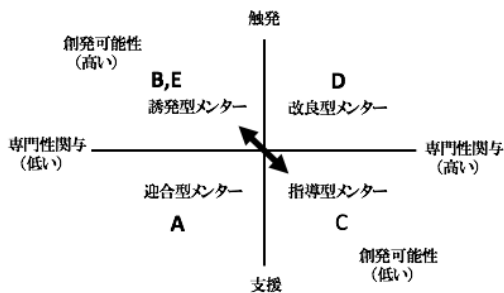 触発
創発可能性
(高い)
B,E
D
誘発型メンター
改良型メンター
専門性関与
(低い)
専門性関与
(高い)
迎合型メンター
指導型メンター
A
C
創発可能性
(低い)
支援